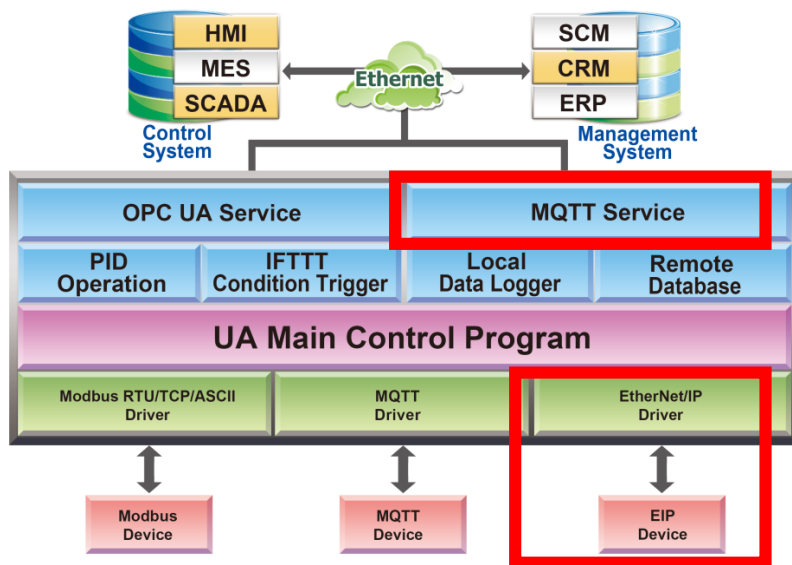 HMI
MES
SCADA
Control
System
Ethernet
SCM
CRM
ERP
Management
System
OPC UA Service
MQTT Service
PID
Operation
IFTTT
Condition Trigger
Local
Data Logger
Remote
Database
UA Main Control Program
Modbus RTU/TCP/ASCII
Driver
MQTT
Driver
EtherNet/IP
Driver
Modbus
Device
MQTT
Device
EIP
Device